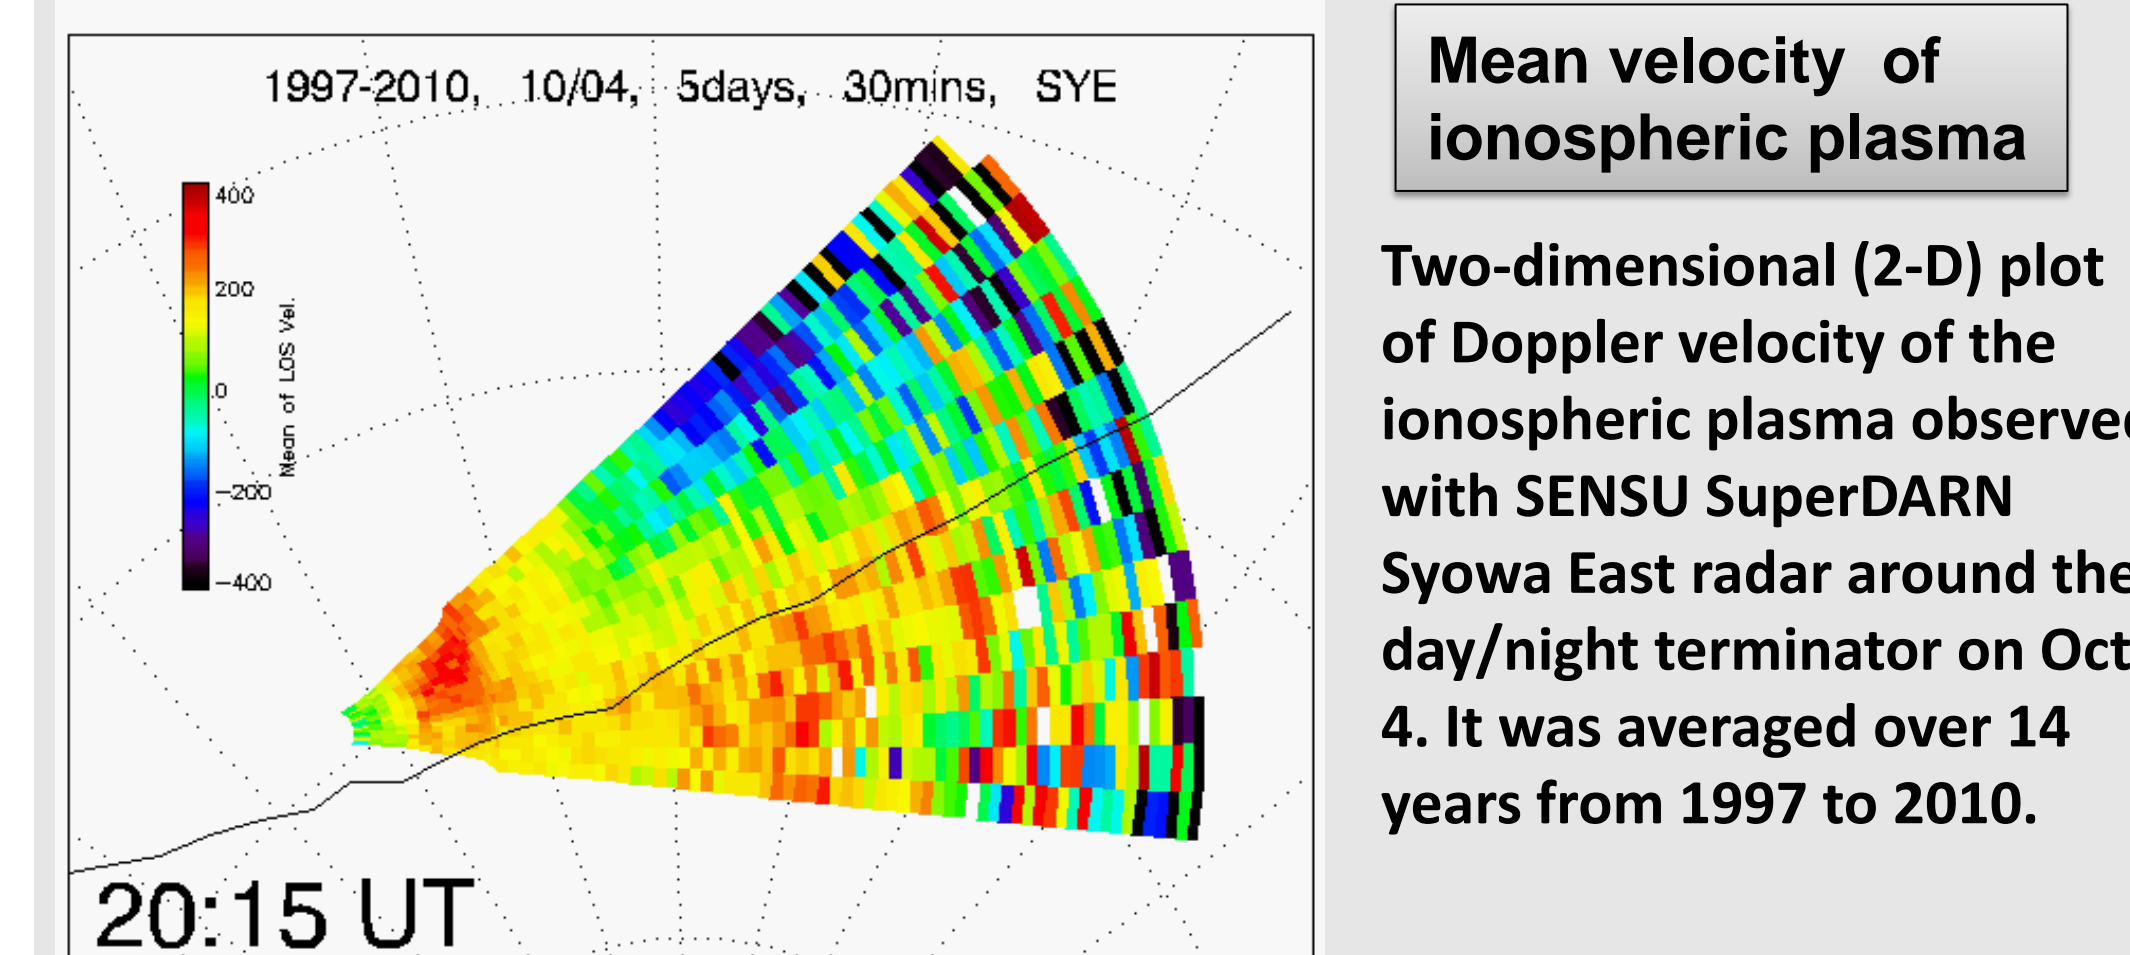 1997-2010, 10/04, 5days, 30mins, SYE
400
200
0
-200
-400
Mean of LOS Vel.
20:15 UT
Mean velocity of
ionospheric plasma
Two-dimensional (2-D) plot
of Doppler velocity of the
ionospheric plasma observe
with SENSU SuperDARN
Syowa East radar around the
day/night terminator on Oct
4. It was averaged over 14
years from 1997 to 2010.